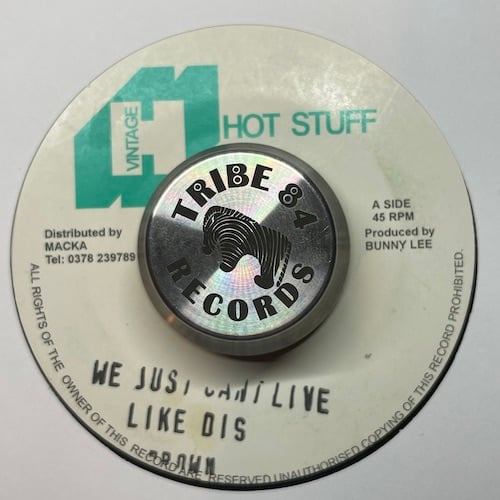 VINTAGE
HOT STUFF
TRIBE 84
RECORDS
Distributed by
MACKA
Tel: 0378 239789
A SIDE
45 RPM
Produced by
BUNNY LEE
WE JUST CANT LIVE
LIKE DIS
BROWN
ALL RIGHTS OF THE OWNER OF THIS RECORD ARE RESERVED UNAUTHORISED COPYING OF THIS RECORD PROHIBITED.